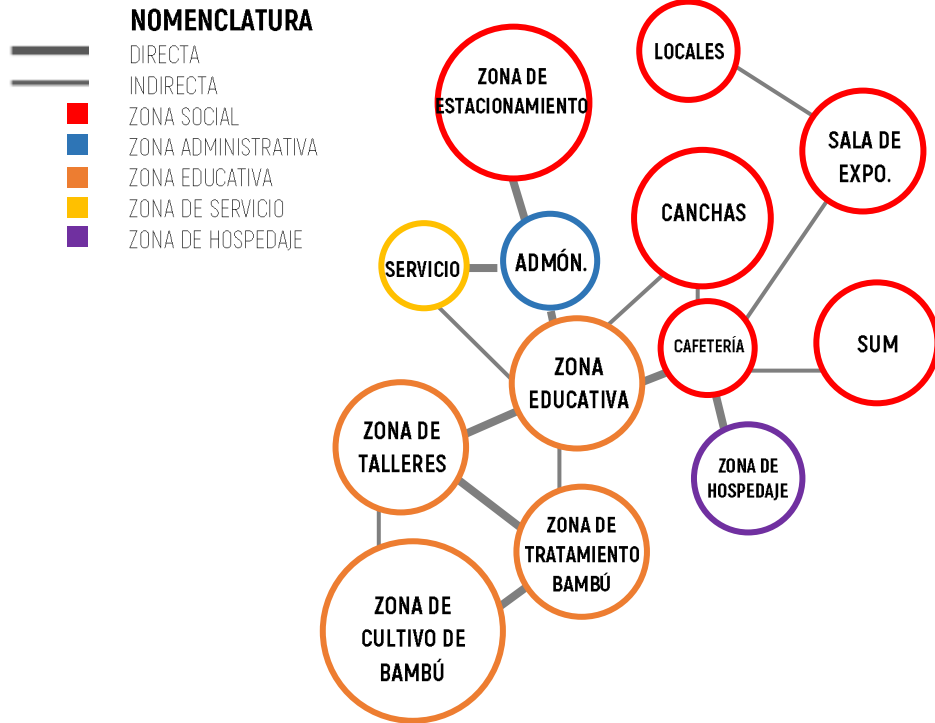 NOMENCLATURA
DIRECTA
INDIRECTA
ZONA SOCIAL
ZONA ADMINISTRATIVA
ZONA EDUCATIVA
ZONA DE SERVICIO
ZONA DE HOSPEDAJE
ZONA DE
ESTACIONAMIENTO
LOCALES
SALA DE
EXPO.
CANCHAS
SERVICIO
ADMÓN.
CAFETERÍA
SUM
ZONA
EDUCATIVA
ZONA DE
TALLERES
ZONA DE
HOSPEDAJE
ZONA DE
TRATAMIENTO
BAMBÚ
ZONA DE
CULTIVO DE
BAMBÚ